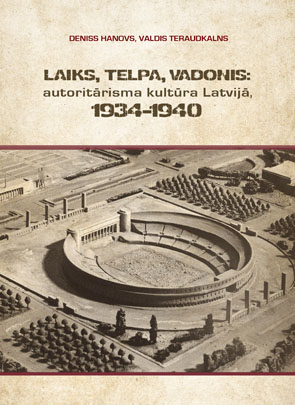 DENISS HANOVS, VALDIS TERAUDKALNS
LAIKS, TELPA, VADONIS:
autoritārisma kultūra Latvijā,
1934-1940